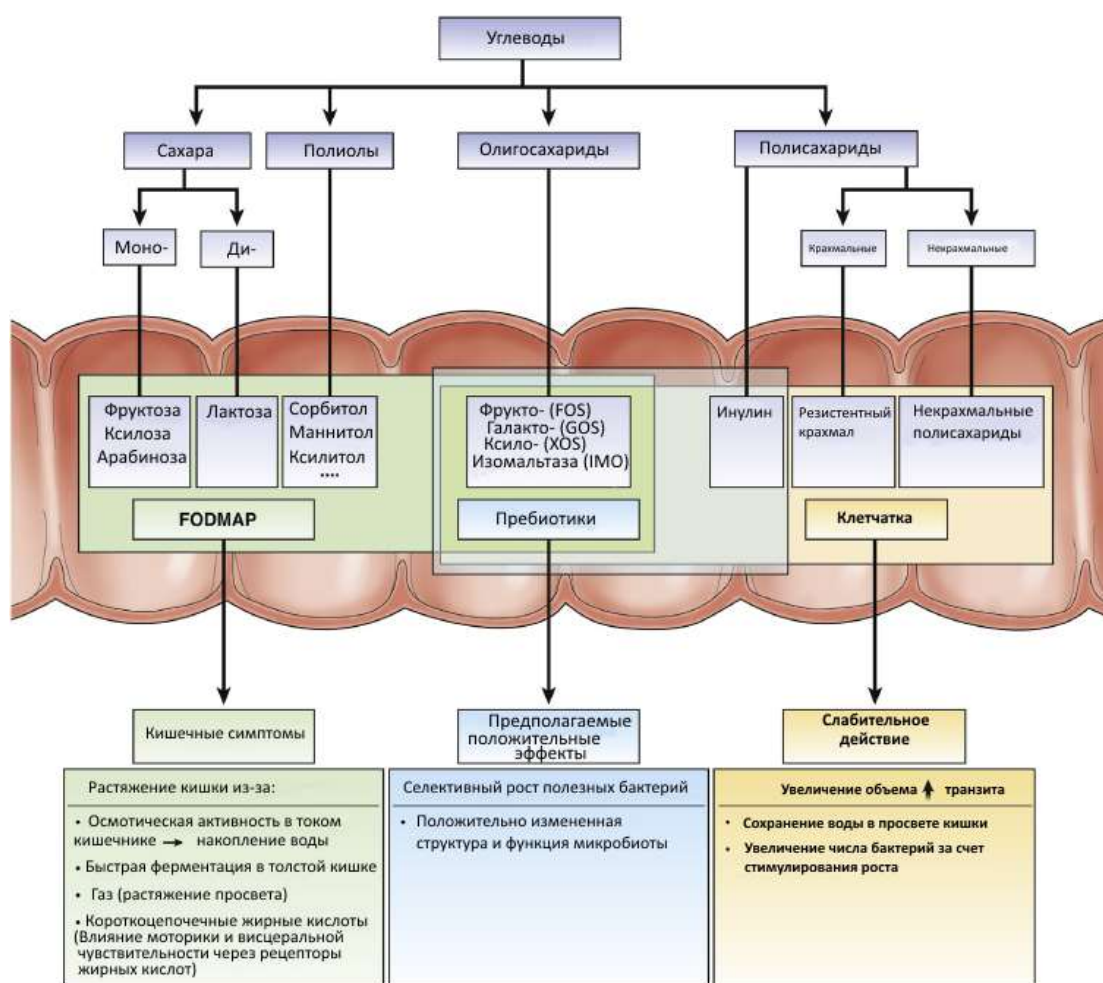 Углеводы
Сахара
Полиолы
Олигосахариды
Полисахариды
Моно-
Ди-
Крахмальные
Некрахмальные
Фруктоза
Ксилоза
Арабиноза
Лактоза
Сорбитол
Маннитол
Ксилитол
....
Фрукто- (FOS)
Галакто- (GOS)
Ксило- (XOS)
Изомальтаза (IMO)
Инулин
Резистентный
крахмал
Некрахмальные
полисахариды
FODMAP
Пребиотики
Клетчатка
Кишечные симптомы
Предполагаемые
положительные
эффекты
Слабительное
действие
Растяжение кишки из-за:
• Осмотическая активность в током
кишечнике → накопление воды
• Быстрая ферментация в толстой кишке
• Газ (растяжение просвета)
• Короткоцепочечные жирные кислоты
(Влияние моторики и висцеральной
чувствительности через рецепторы
жирных кислот)
Селективный рост полезных бактерий
• Положительно измененная
структура и функция микробиоты
Увеличение объема ↑ транзита
• Сохранение воды в просвете кишки
• Увеличение числа бактерий за счет
стимулирования роста